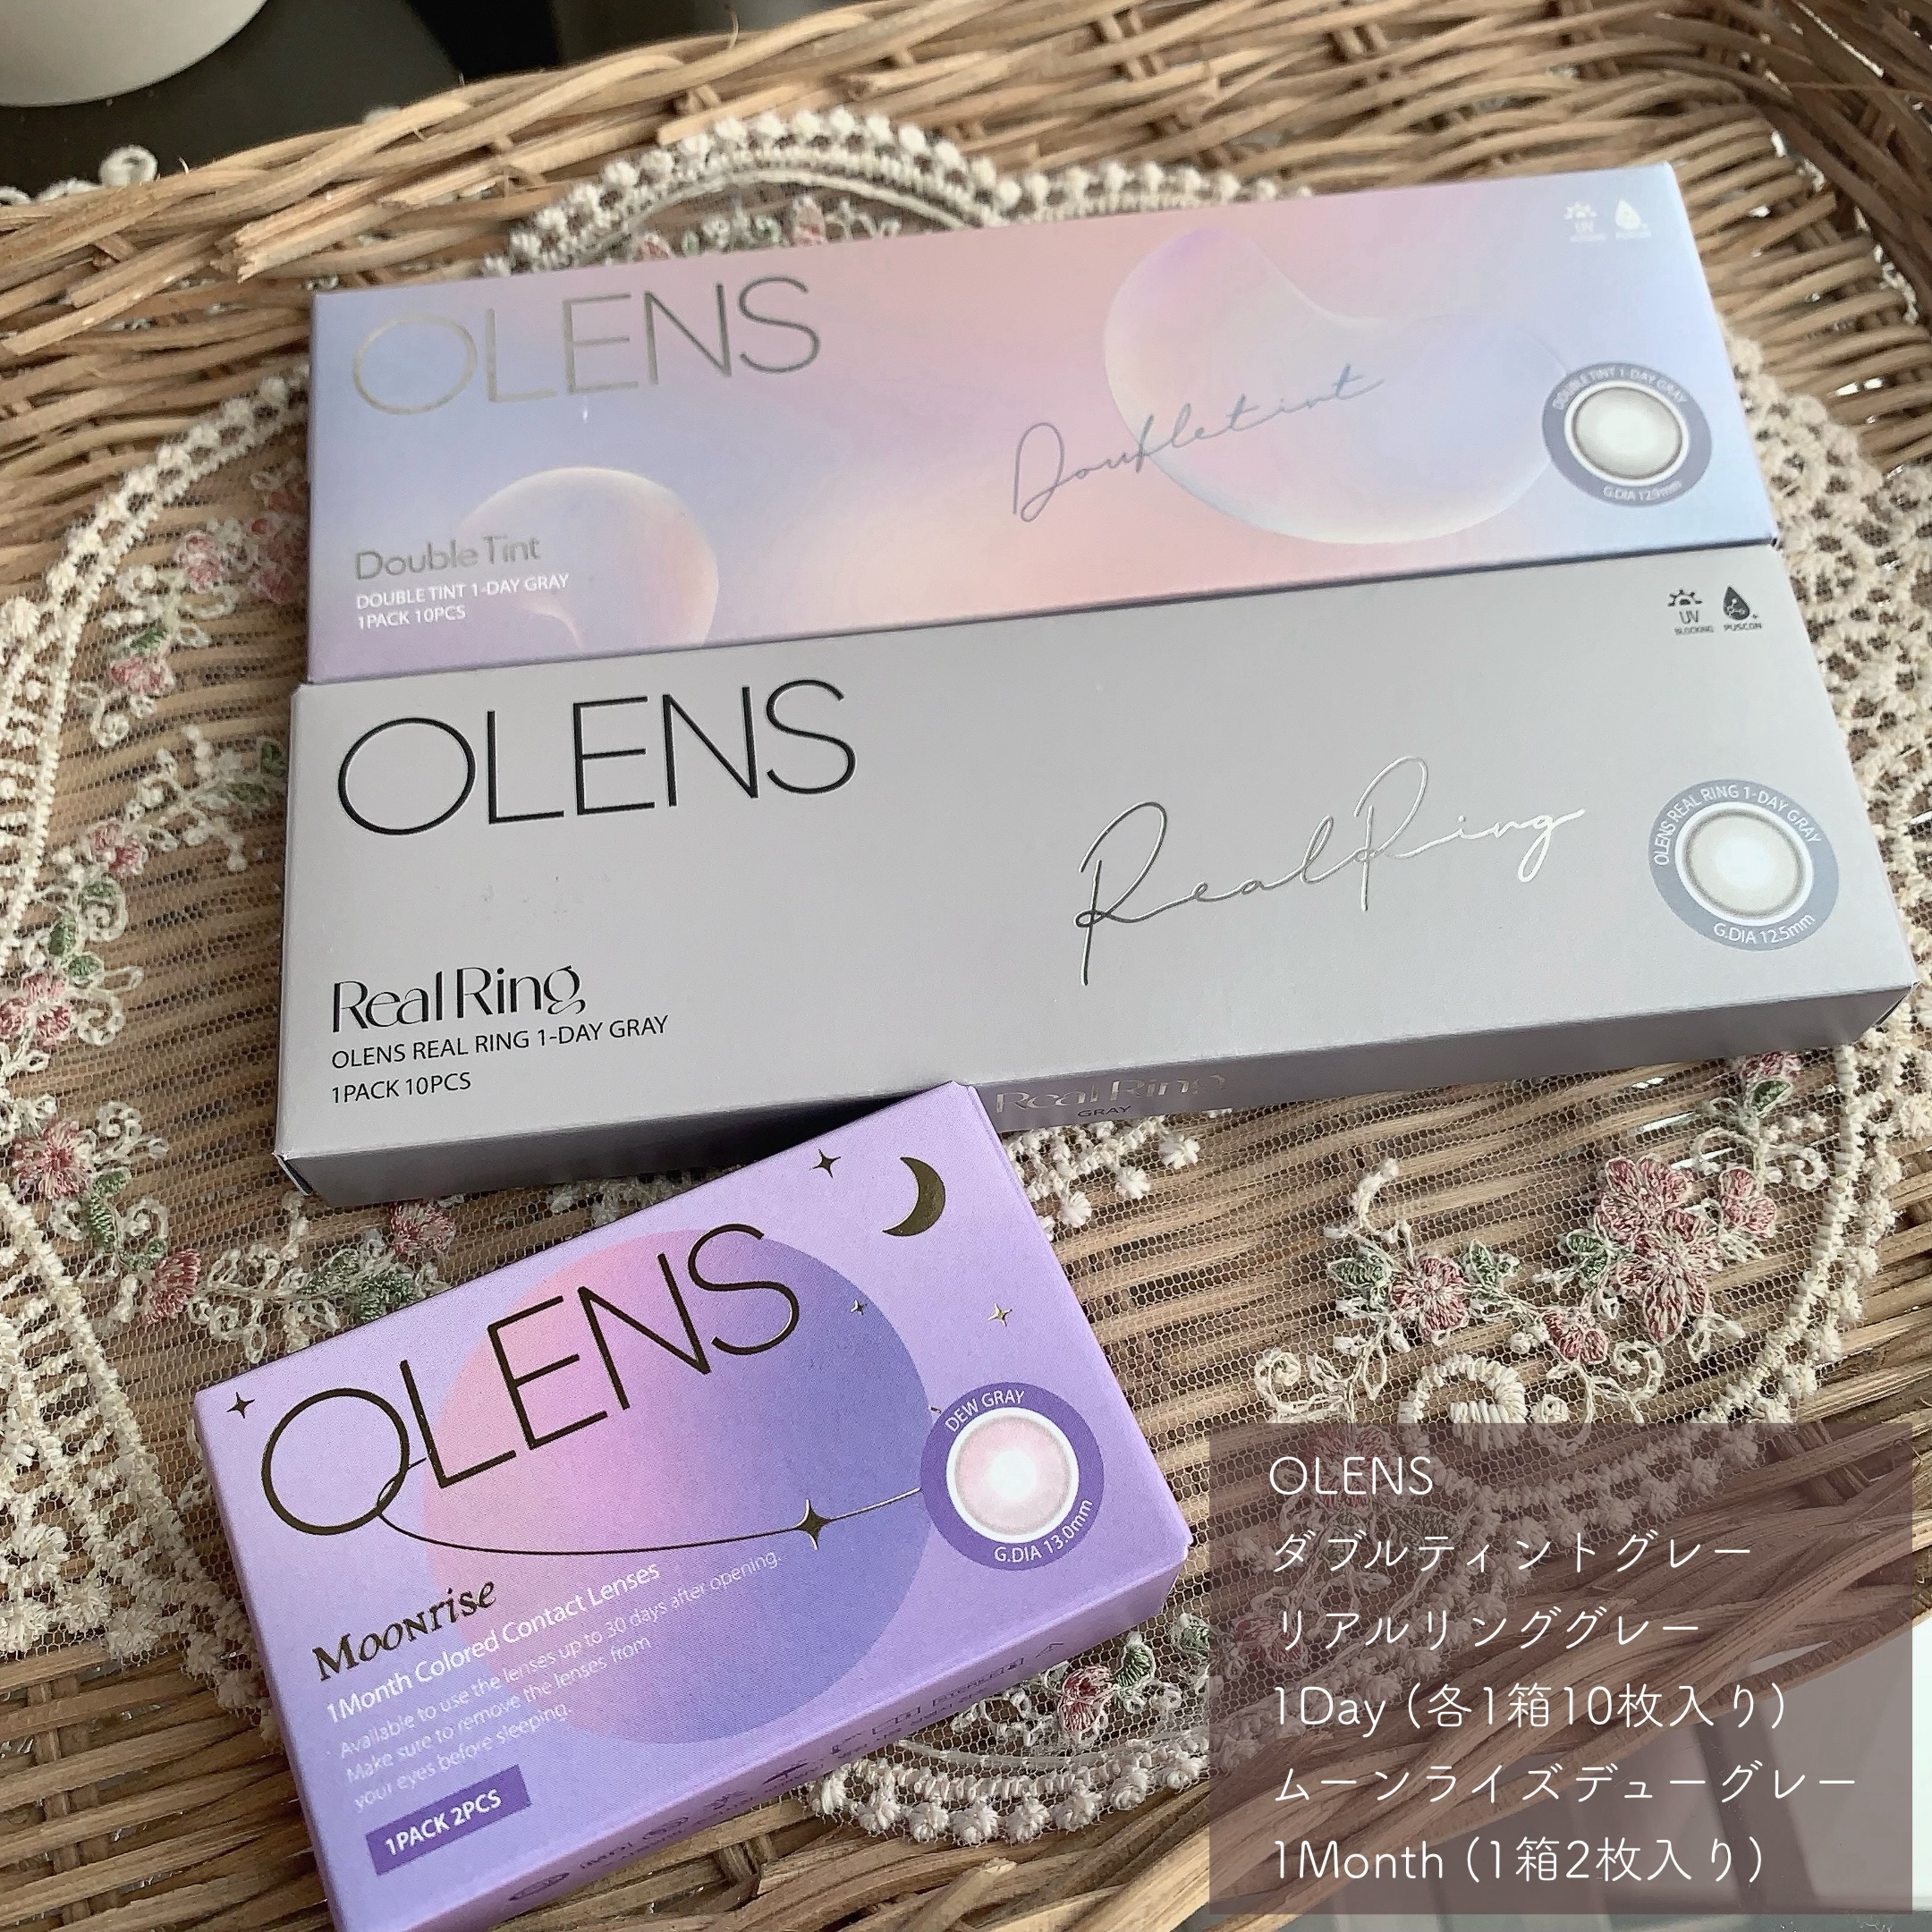 OLENS
Doubletint
UV
DOUBLE TINT 1-DAY GRAY
G.DIA 12.9mm
Double Tint
DOUBLE TINT 1-DAY GRAY
1PACK 10PCS
OLENS
UV
BLOCKING
PUSCON
RealRing
OLENS REAL RING 1-DAY GRAY
G.DIA 12.5mm
Real Ring
OLENS REAL RING 1-DAY GRAY
1PACK 10PCS
Real Ring
GRAY
OLENS
DEW GRAY
G.DIA 13.0mm
Moonrise
1Month Colored Contact Lenses
Available to use the lenses up to 30 days after opening.
Make sure to remove the lenses from
your eyes before sleeping.
1PACK 2PCS
OLENS
ダブルティントグレー
リアルリンググレー
1Day (各1箱10枚入り)
ムーンライズデューグレー
1Month (1箱2枚入り)